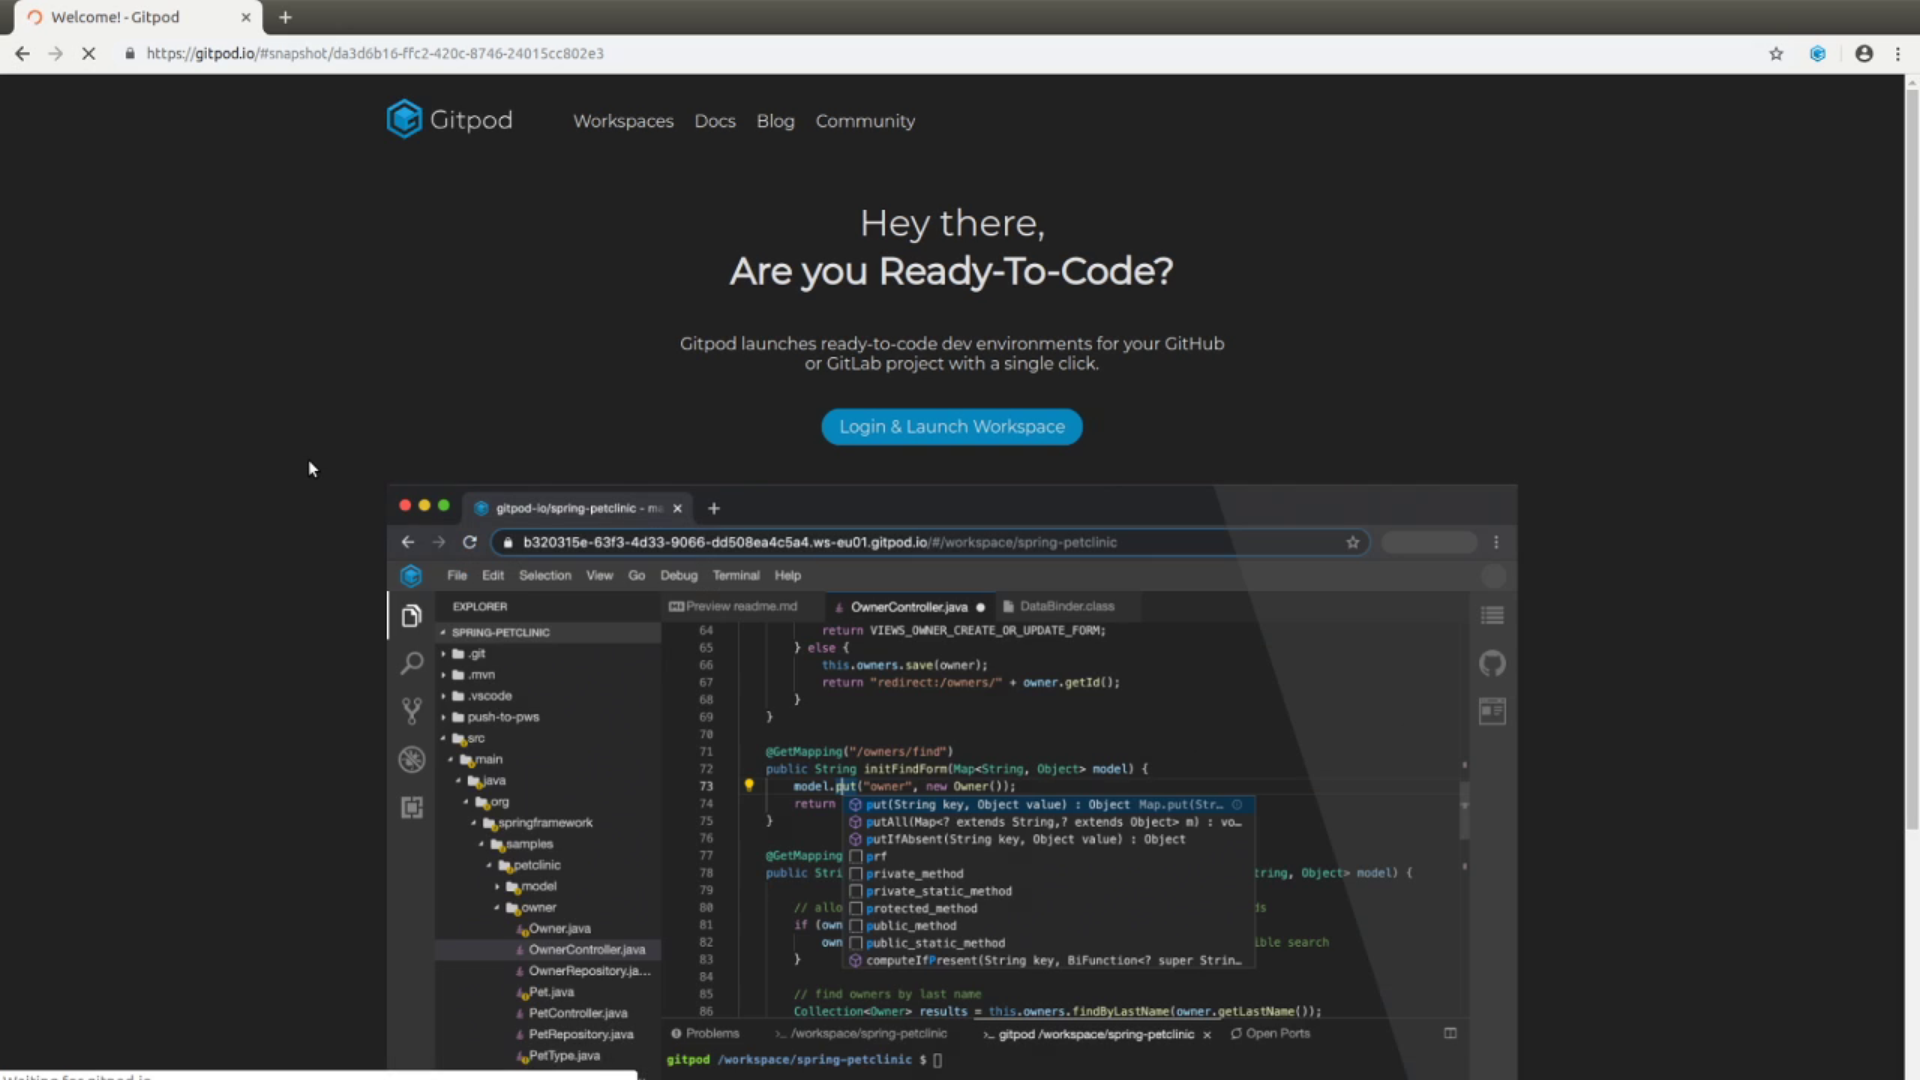 Welcome! - Gitpod
https://gitpod.io/#snapshot/da3d6b16-ffc2-420c-8746-24015cc802e3
Gitpod Workspaces Docs Blog Community
Hey there,
Are you Ready-To-Code?
Gitpod launches ready-to-code dev environments for your GitHub
or GitLab project with a single click.
Login & Launch Workspace
gitpod-io/spring-petclinic - ma
b320315e-63f3-4d33-9066-dd508ea4c5a4.ws-eu01.gitpod.io/#/workspace/spring-petclinic
File Edit Selection View Go Debug Terminal Help
EXPLORER
SPRING-PETCLINIC
.git
.mvn
.vscode
push-to-pws
src
main
java
org
springframework
samples
petclinic
model
owner
Owner.java
OwnerController.java
OwnerRepository.ja...
Pet.java
PetController.java
PetRepository.java
PetType.java
Preview readme.md OwnerController.java DataBinder.class
64 return VIEWS_OWNER_CREATE_OR_UPDATE_FORM;
65 } else {
66 this.owners.save(owner);
67 return "redirect:/owners/" + owner.getId();
68 }
69 }
70
71 @GetMapping("/owners/find")
72 public String initFindForm(Map<String, Object> model) {
73 model.put("owner", new Owner());
74 return
75 }
76
77 @GetMapping
78 public Stri tring, Object> model) {
79
80 // allo ds
81 if (own
82 own ible search
83 }
84
85 // find owners by last name
86 Collection<Owner> results = this.owners.findByLastName(owner.getLastName());
put(String key, Object value) : Object Map.put(Str...
putAll(Map<? extends String,? extends Object> m) : vo...
putIfAbsent(String key, Object value) : Object
prf
private_method
private_static_method
protected_method
public_method
public_static_method
computeIfPresent(String key, BiFunction<? super Strin...
Problems >_ /workspace/spring-petclinic >_ gitpod /workspace/spring-petclinic Open Ports
gitpod /workspace/spring-petclinic $
Waiting for gitpod.io